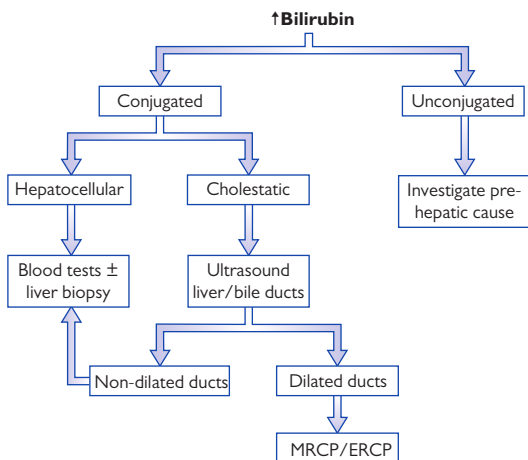 ↑Bilirubin
Conjugated
Unconjugated
Hepatocellular
Cholestatic
Investigate pre-
hepatic cause
Blood tests ±
liver biopsy
Ultrasound
liver/bile ducts
Non-dilated ducts
Dilated ducts
MRCP/ERCP